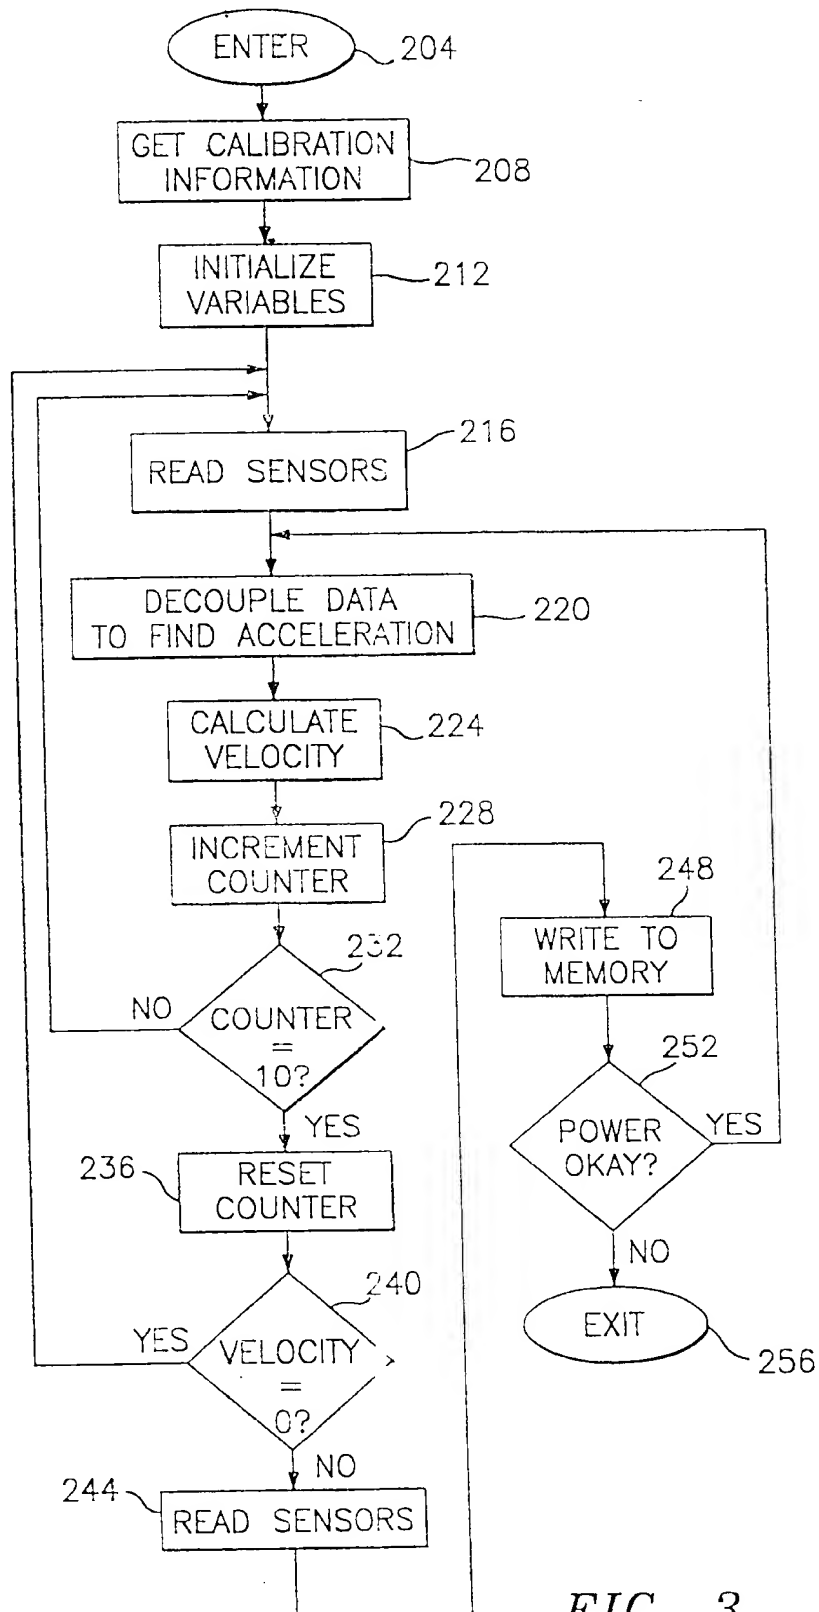 ENTER
204
GET CALIBRATION
INFORMATION
208
INITIALIZE
VARIABLES
212
READ SENSORS
216
DECOUPLE DATA
TO FIND ACCELERATION
220
CALCULATE
VELOCITY
224
INCREMENT
COUNTER
228
COUNTER
=
10?
232
NO
YES
RESET
COUNTER
236
VELOCITY
=
0?
240
YES
NO
READ SENSORS
244
WRITE TO
MEMORY
248
POWER
OKAY?
252
YES
NO
EXIT
256
FIG. 3